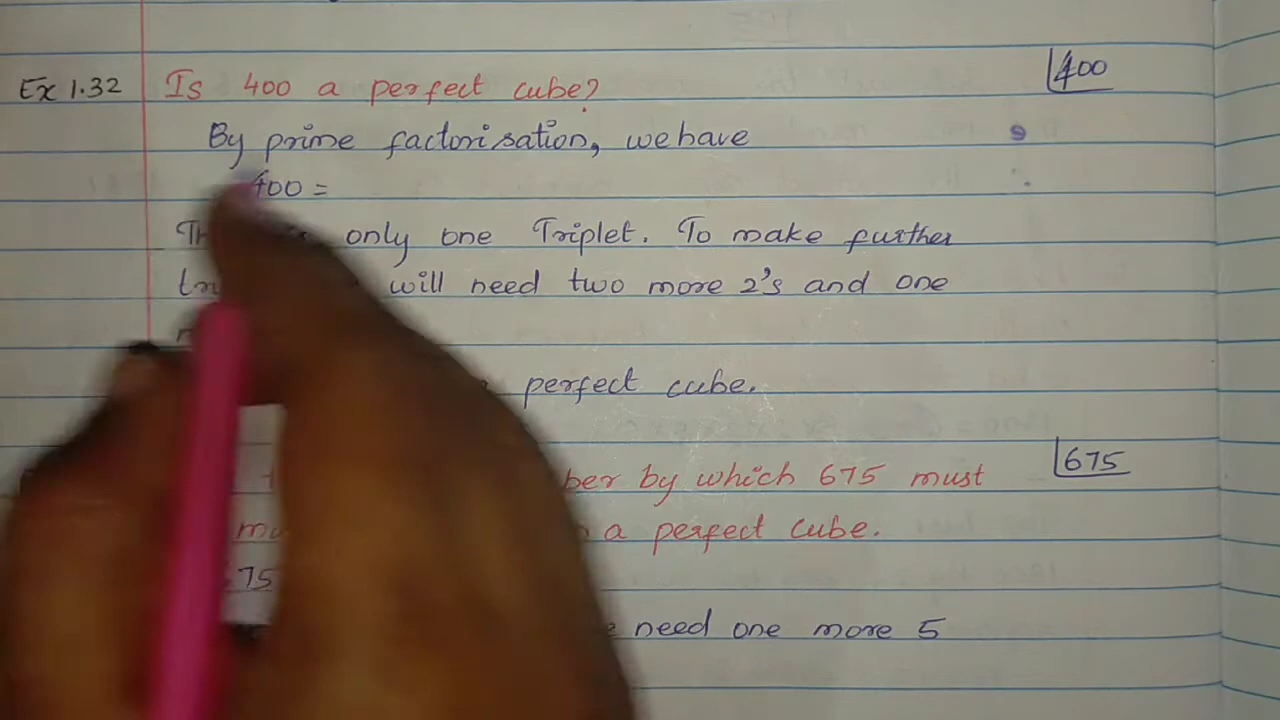 Ex 1.32 Is 400 a perfect cube? 400
By prime factorisation, we have
400 =
only one Triplet. To make further
will need two more 2's and one
perfect cube.
by which 675 must 675
a perfect cube.
75
need one more 5